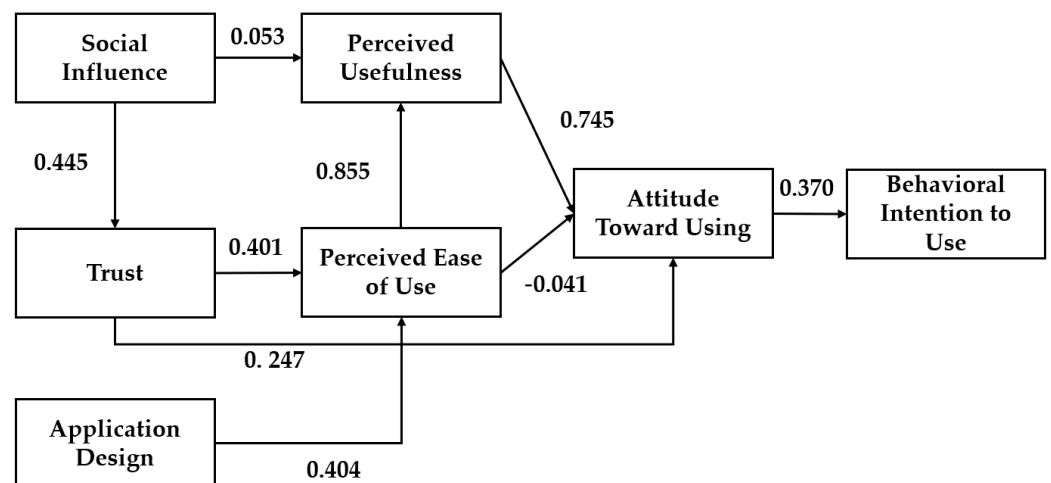 Social
Influence
0.053
Perceived
Usefulness
0.745
0.445
0.855
Attitude
Toward Using
0.370
Behavioral
Intention to
Use
Trust
0.401
Perceived Ease
of Use
-0.041
0. 247
Application
Design
0.404